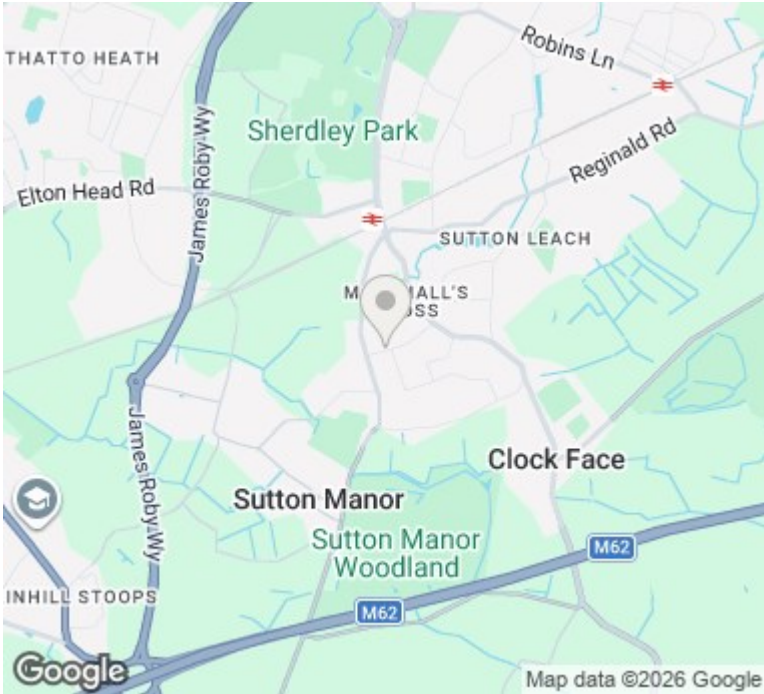 Robins Ln
THATTO HEATH
Sherdley Park
James Roby Wy
Reginald Rd
Elton Head Rd
SUTTON LEACH
James Roby Wy
Clock Face
Sutton Manor
Sutton Manor
Woodland
M62
INHILL STOOPS
M62
Google
Map data ©2026 Google